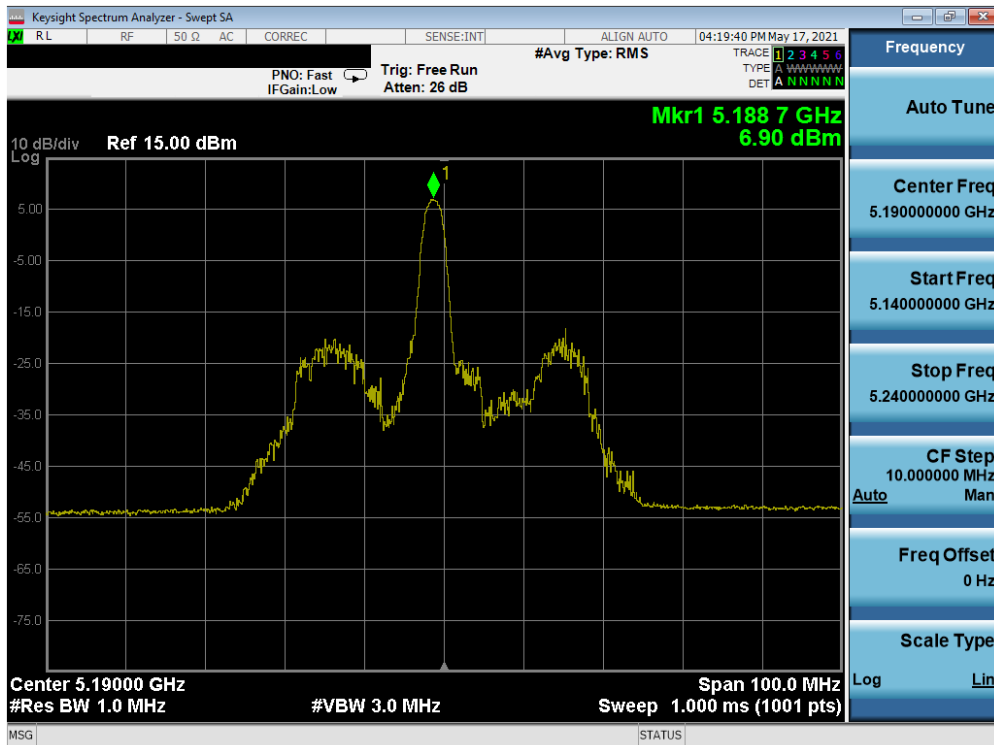 Keysight Spectrum Analyzer - Swept SA
LXI RL RF 50 Ω AC CORREC SENSE:INT ALIGN AUTO 04:19:40 PM May 17, 2021
PNO: Fast
IFGain:Low
Trig: Free Run
Atten: 26 dB
#Avg Type: RMS
TRACE 1 2 3 4 5 6
TYPE A WWWWW
DET A N N N N N
Mkr1 5.188 7 GHz
6.90 dBm
10 dB/div Ref 15.00 dBm
Log
1
5.00
-5.00
-15.0
-25.0
-35.0
-45.0
-55.0
-65.0
-75.0
Center 5.19000 GHz Span 100.0 MHz
#Res BW 1.0 MHz #VBW 3.0 MHz Sweep 1.000 ms (1001 pts)
MSG STATUS
Frequency
Auto Tune
Center Freq
5.190000000 GHz
Start Freq
5.140000000 GHz
Stop Freq
5.240000000 GHz
CF Step
10.000000 MHz
Auto Man
Freq Offset
0 Hz
Scale Type
Log Lin